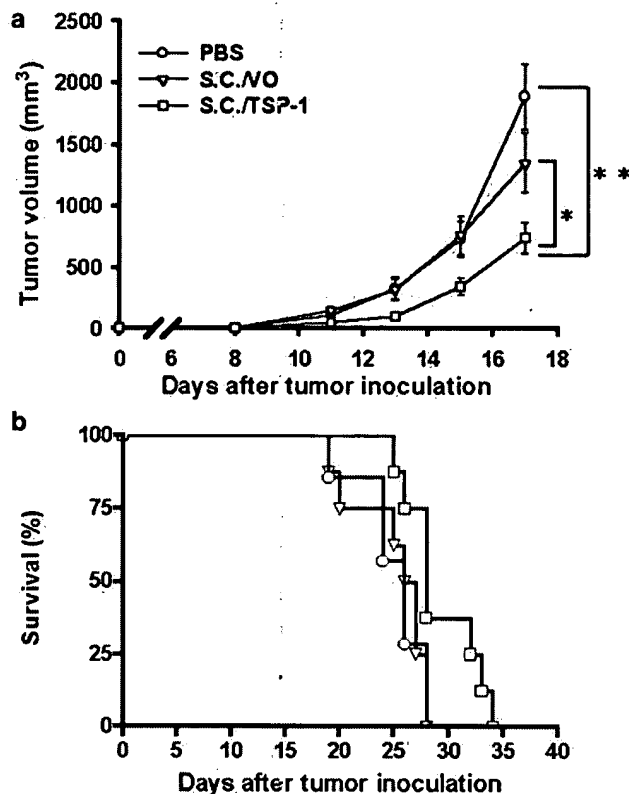 a
2500
2000
1500
1000
500
0
Tumor volume (mm³)
PBS
S.C./VO
S.C./TSP-1
* *
*
0 6 8 10 12 14 16 18
Days after tumor inoculation
b
100
75
50
25
0
Survival (%)
0 5 10 15 20 25 30 35 40
Days after tumor inoculation